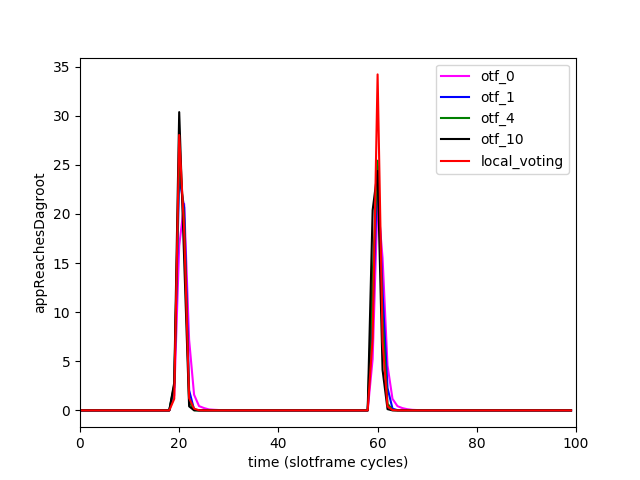 35
30
25
20
15
10
5
0
appReachesDagroot
otf_0
otf_1
otf_4
otf_10
local_voting
0 20 40 60 80 100
time (slotframe cycles)